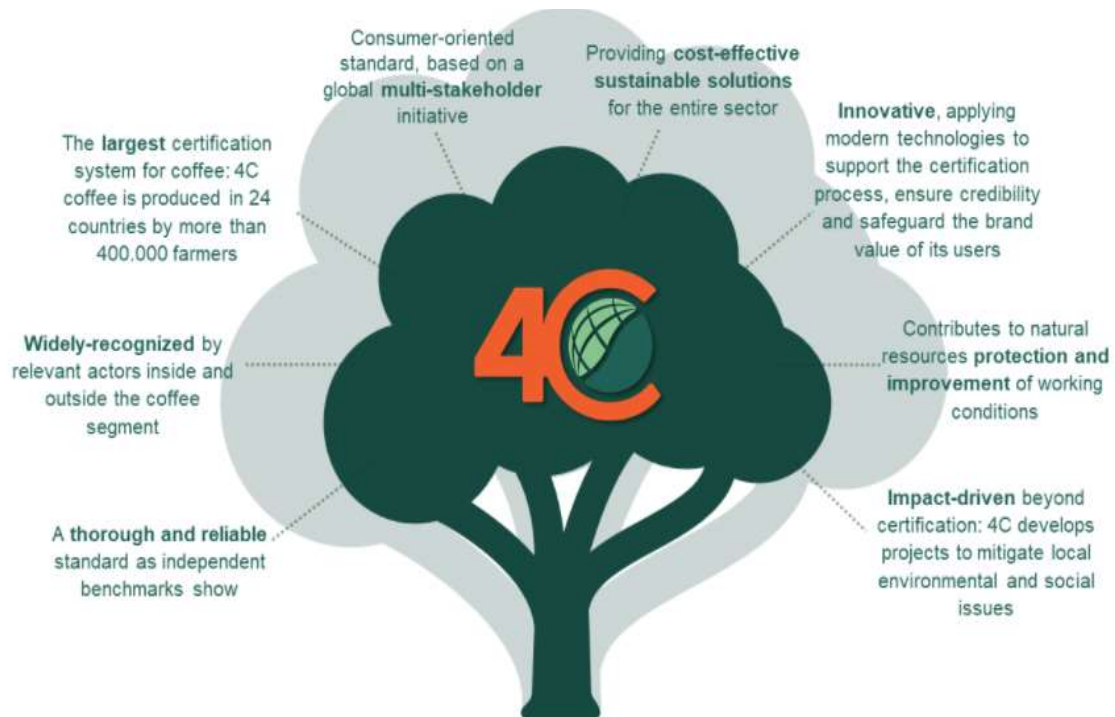 Consumer-oriented
standard, based on a
global multi-stakeholder
initiative
Providing cost-effective
sustainable solutions
for the entire sector
The largest certification
system for coffee: 4C
coffee is produced in 24
countries by more than
400.000 farmers
Innovative, applying
modern technologies to
support the certification
process, ensure credibility
and safeguard the brand
value of its users
4C
Widely-recognized by
relevant actors inside and
outside the coffee
segment
Contributes to natural
resources protection and
improvement of working
conditions
A thorough and reliable
standard as independent
benchmarks show
Impact-driven beyond
certification: 4C develops
projects to mitigate local
environmental and social
issues